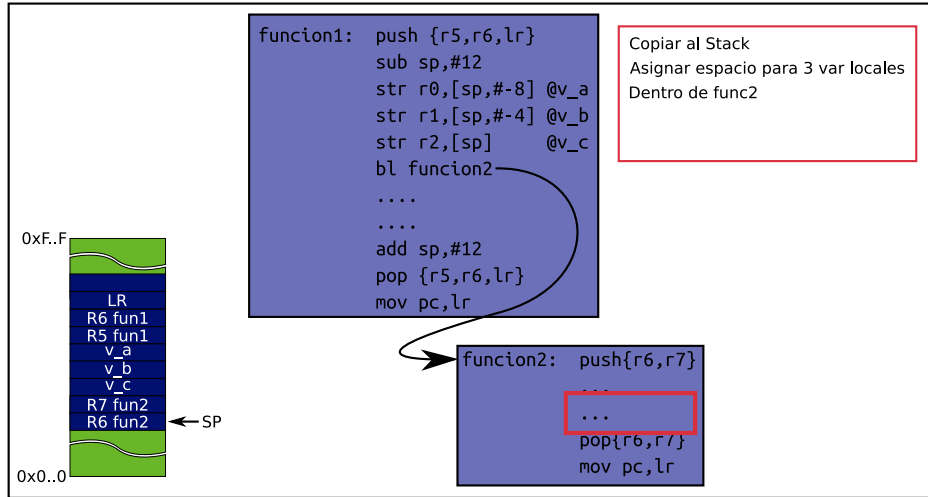 funcion1: push {r5,r6,lr}
sub sp,#12
str r0,[sp,#-8] @v_a
str r1,[sp,#-4] @v_b
str r2,[sp] @v_c
bl funcion2
....
....
add sp,#12
pop {r5,r6,lr}
mov pc,lr
Copiar al Stack
Asignar espacio para 3 var locales
Dentro de func2
0xF..F
LR
R6 fun1
R5 fun1
v_a
v_b
v_c
R7 fun2
R6 fun2
SP
0x0..0
funcion2: push{r6,r7}
...
...
pop{r6,r7}
mov pc,lr